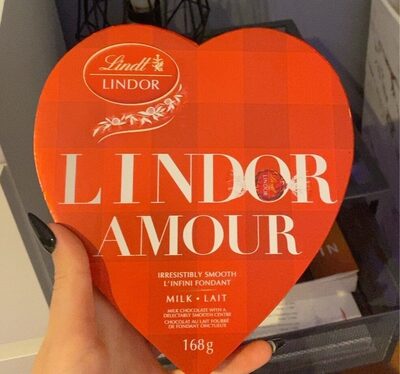 Lindt
LINDOR
LINDOR
AMOUR
IRRESISTIBLY SMOOTH
L'INFINI FONDANT
MILK • LAIT
MILK CHOCOLATE WITH A
DELECTABLY SMOOTH CENTRE
CHOCOLAT AU LAIT FOURRÉ
DE FONDANT ONCTUEUX
168g